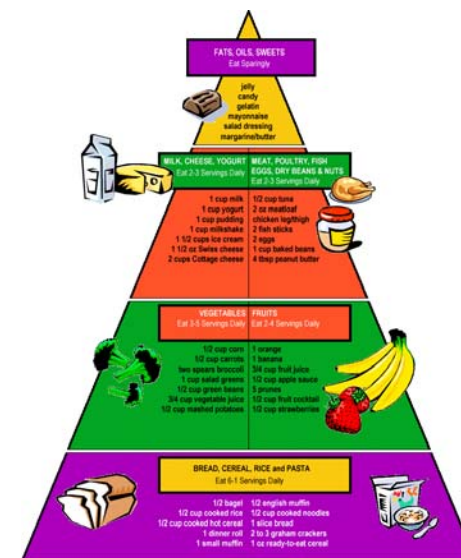 FATS, OILS, SWEETS
Eat Sparingly
jelly
candy
gelatin
mayonnaise
salad dressing
margarine/butter
MILK, CHEESE, YOGURT
Eat 2-3 Servings Daily
MEAT, POULTRY, FISH
EGGS, DRY BEANS & NUTS
Eat 2-3 Servings Daily
1 cup milk
1 cup yogurt
1 cup pudding
1 cup milkshake
1 1/2 cups ice cream
1 1/2 oz Swiss cheese
2 cups Cottage cheese
1/2 cup tuna
2 oz meatloaf
chicken leg/thigh
2 fish sticks
2 eggs
1 cup baked beans
4 tbsp peanut butter
VEGETABLES
Eat 3-5 Servings Daily
FRUITS
Eat 2-4 Servings Daily
1/2 cup corn
1/2 cup carrots
two spears broccoli
1 cup salad greens
1/2 cup green beans
3/4 cup vegetable juice
1/2 cup mashed potatoes
1 orange
1 banana
3/4 cup fruit juice
1/2 cup apple sauce
5 prunes
1/2 cup fruit cocktail
1/2 cup strawberries
BREAD, CEREAL, RICE and PASTA
Eat 6-1 Servings Daily
1/2 bagel
1/2 cup cooked rice
1/2 cup cooked hot cereal
1 dinner roll
1 small muffin
1/2 english muffin
1/2 cup cooked noodles
1 slice bread
2 to 3 graham crackers
1 oz ready-to-eat cereal